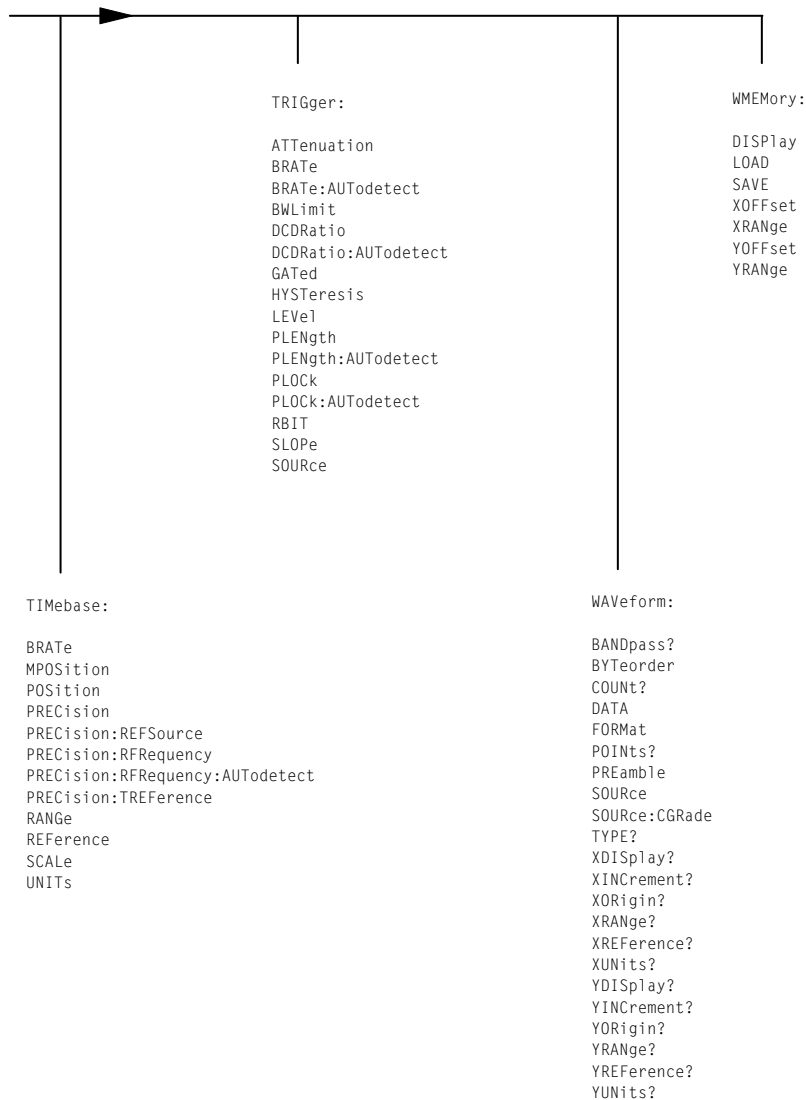 TRIGger:
ATTenuation
BRATe
BRATe:AUTodetect
BWLimit
DCDRatio
DCDRatio:AUTodetect
GATed
HYSTeresis
LEVel
PLENgth
PLENgth:AUTodetect
PLOCk
PLOCk:AUTodetect
RBIT
SLOPe
SOURce
WMEMory:
DISPlay
LOAD
SAVE
XOFFset
XRANge
YOFFset
YRANge
TIMebase:
BRATe
MPOSition
POSition
PRECision
PRECision:REFSource
PRECision:RFRequency
PRECision:RFRequency:AUTodetect
PRECision:TREFerence
RANGe
REFerence
SCALe
UNITs
WAVeform:
BANDpass?
BYTeorder
COUNt?
DATA
FORMat
POINts?
PREamble
SOURce
SOURce:CGRade
TYPE?
XDISplay?
XINCrement?
XORigin?
XRANge?
XREFerence?
XUNits?
YDISplay?
YINCrement?
YORigin?
YRANge?
YREFerence?
YUNits?